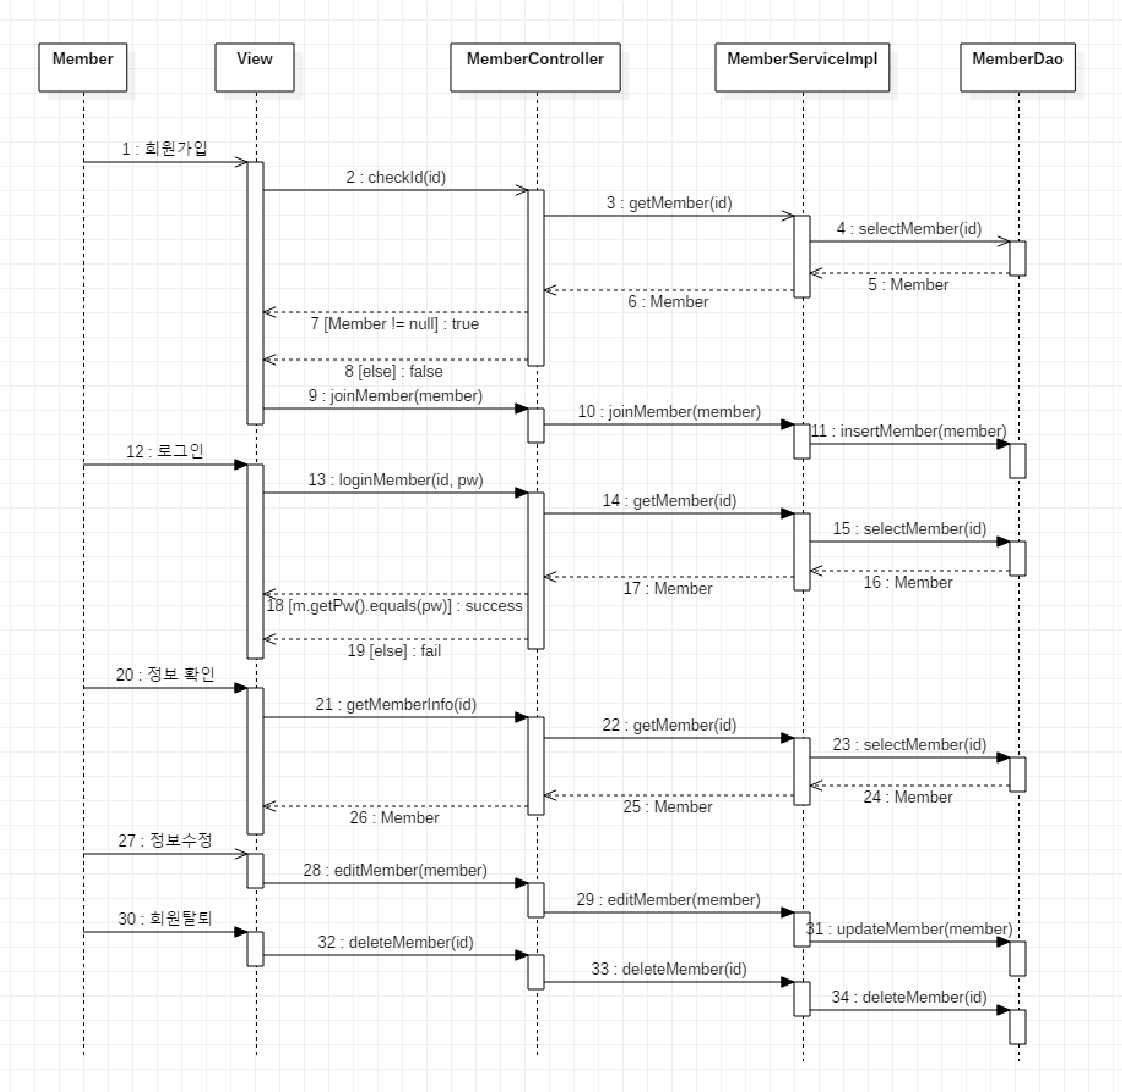 Member
View
MemberController
MemberServiceImpl
MemberDao
1 : 회원가입
2 : checkId(id)
3 : getMember(id)
4 : selectMember(id)
5 : Member
6 : Member
7 [Member != null] : true
8 [else] : false
9 : joinMember(member)
10 : joinMember(member)
11 : insertMember(member)
12 : 로그인
13 : loginMember(id, pw)
14 : getMember(id)
15 : selectMember(id)
16 : Member
17 : Member
18 [m.getPw().equals(pw)] : success
19 [else] : fail
20 : 정보 확인
21 : getMemberInfo(id)
22 : getMember(id)
23 : selectMember(id)
24 : Member
25 : Member
26 : Member
27 : 정보수정
28 : editMember(member)
29 : editMember(member)
30 : 회원탈퇴
31 : updateMember(member)
32 : deleteMember(id)
33 : deleteMember(id)
34 : deleteMember(id)